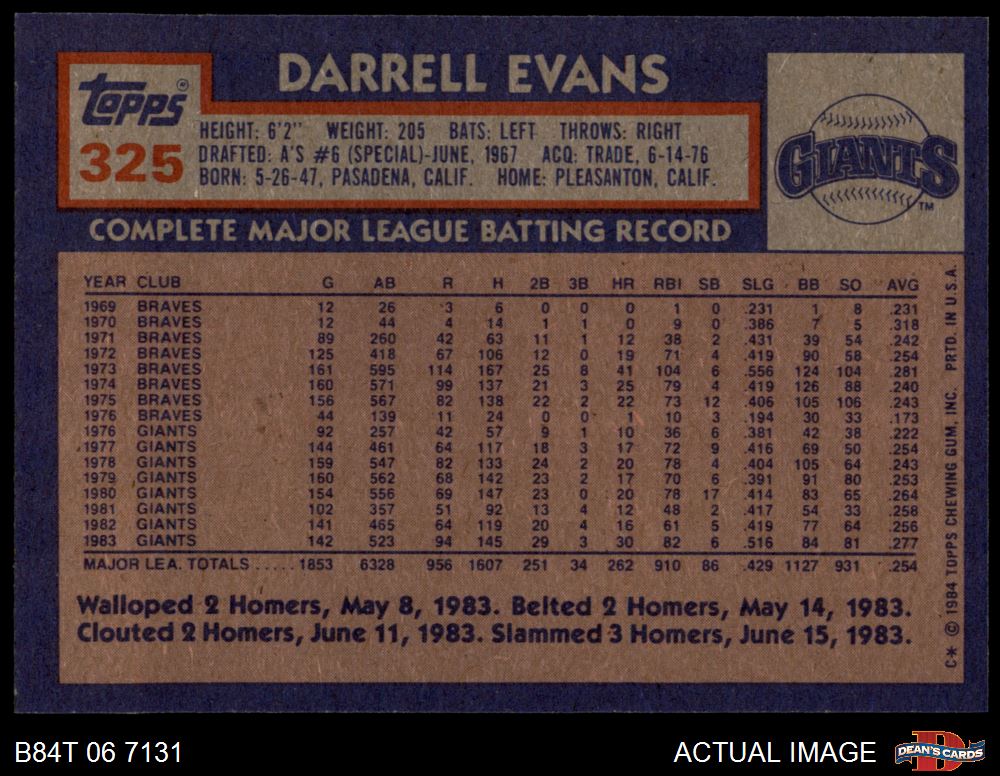 DARRELL EVANS
Topps®
325
HEIGHT: 6'2" WEIGHT: 205 BATS: LEFT THROWS: RIGHT
DRAFTED: A'S #6 (SPECIAL)-JUNE, 1967 ACQ: TRADE, 6-14-76
BORN: 5-26-47, PASADENA, CALIF. HOME: PLEASANTON, CALIF.
GIANTS
TM
COMPLETE MAJOR LEAGUE BATTING RECORD
YEAR CLUB G AB R H 2B 3B HR RBI SB SLG BB SO AVG
1969 BRAVES 12 26 3 6 0 0 0 1 0 .231 1 8 .231
1970 BRAVES 12 44 4 14 1 1 0 9 0 .386 7 5 .318
1971 BRAVES 89 260 42 63 11 1 12 38 2 .431 39 54 .242
1972 BRAVES 125 418 67 106 12 0 19 71 4 .419 90 58 .254
1973 BRAVES 161 595 114 167 25 8 41 104 6 .556 124 104 .281
1974 BRAVES 160 571 99 137 21 3 25 79 4 .419 126 88 .240
1975 BRAVES 156 567 82 138 22 2 22 73 12 .406 105 106 .243
1976 BRAVES 44 139 11 24 0 0 1 10 3 .194 30 33 .173
1976 GIANTS 92 257 42 57 9 1 10 36 6 .381 42 38 .222
1977 GIANTS 144 461 64 117 18 3 17 72 9 .416 69 50 .254
1978 GIANTS 159 547 82 133 24 2 20 78 4 .404 105 64 .243
1979 GIANTS 160 562 68 142 23 2 17 70 6 .391 91 80 .253
1980 GIANTS 154 556 69 147 23 0 20 78 17 .414 83 65 .264
1981 GIANTS 102 357 51 92 13 4 12 48 2 .417 54 33 .258
1982 GIANTS 141 465 64 119 20 4 16 61 5 .419 77 64 .256
1983 GIANTS 142 523 94 145 29 3 30 82 6 .516 84 81 .277
MAJOR LEA. TOTALS ..... 1853 6328 956 1607 251 34 262 910 86 .429 1127 931 .254
Walloped 2 Homers, May 8, 1983. Belted 2 Homers, May 14, 1983.
Clouted 2 Homers, June 11, 1983. Slammed 3 Homers, June 15, 1983.
C* © 1984 TOPPS CHEWING GUM, INC. PRTD. IN U.S.A.
B84T 06 7131
ACTUAL IMAGE
DEAN'S CARDS